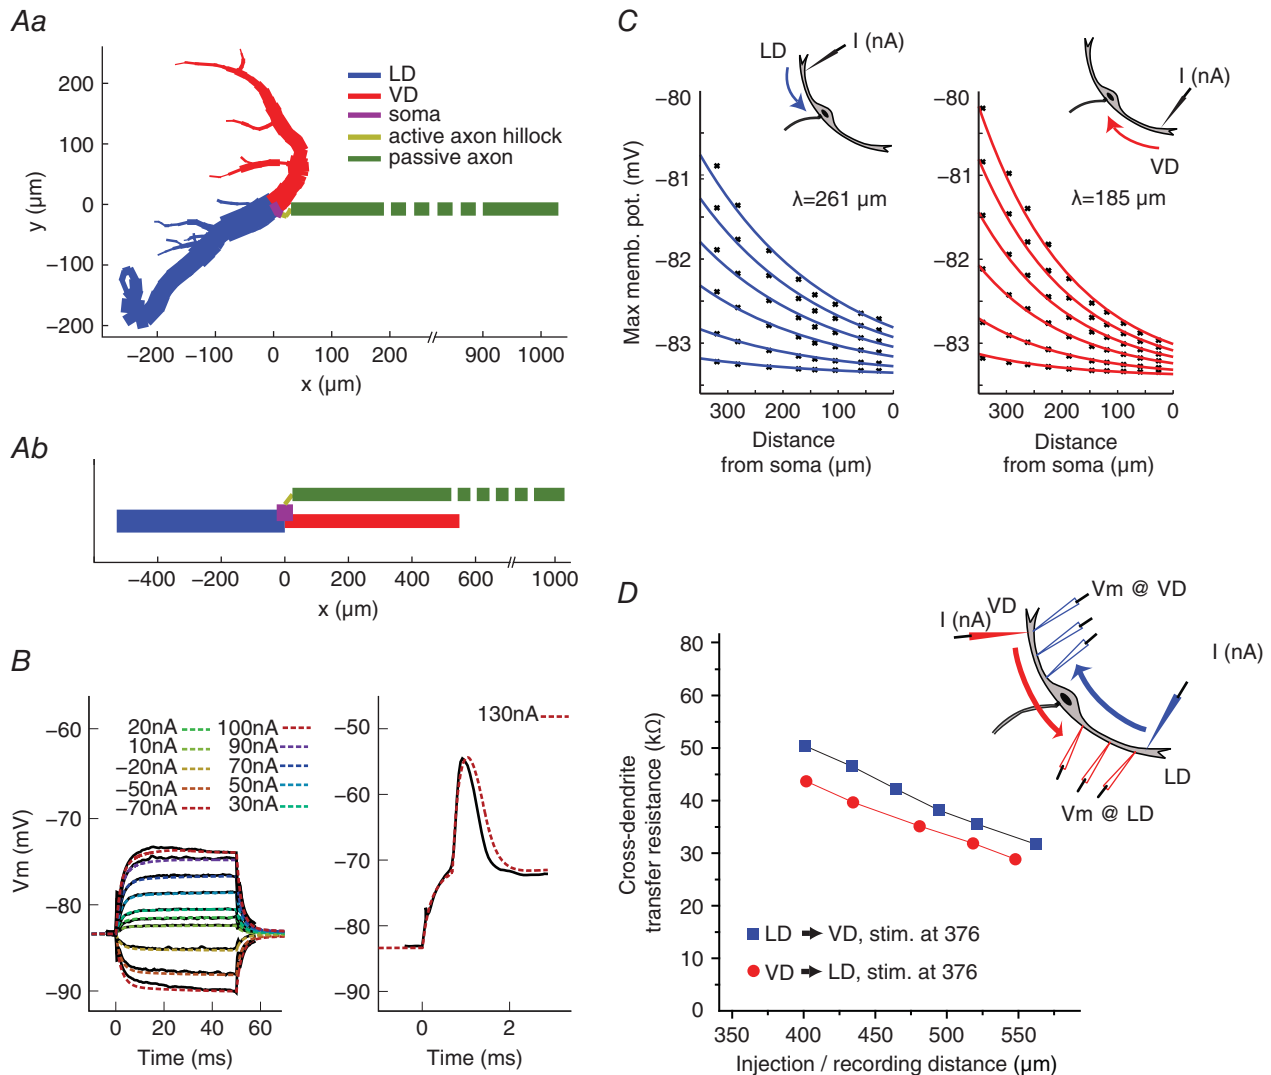 Aa
LD
VD
soma
active axon hillock
passive axon
y (µm)
200
100
0
−100
−200
−200 −100 0 100 200 900 1000
x (µm)
Ab
−400 −200 0 200 400 600 1000
x (µm)
B
Vm (mV)
−60
−70
−80
−90
20nA
10nA
−20nA
−50nA
−70nA
100nA
90nA
70nA
50nA
30nA
0 20 40 60
Time (ms)
130nA
−50
−60
−70
−80
−90
0 2
Time (ms)
C
LD
I (nA)
Max memb. pot. (mV)
−80
−81
−82
−83
λ=261 µm
300 200 100 0
Distance
from soma (µm)
I (nA)
VD
−80
−81
−82
−83
λ=185 µm
300 200 100 0
Distance
from soma (µm)
D
Cross-dendrite
transfer resistance (kΩ)
80
80
60
50
40
30
40
30
0
VD
I (nA)
Vm @ VD
I (nA)
LD
Vm @ LD
LD → VD, stim. at 376
VD → LD, stim. at 376
350 400 450 500 550
Injection / recording distance (µm)